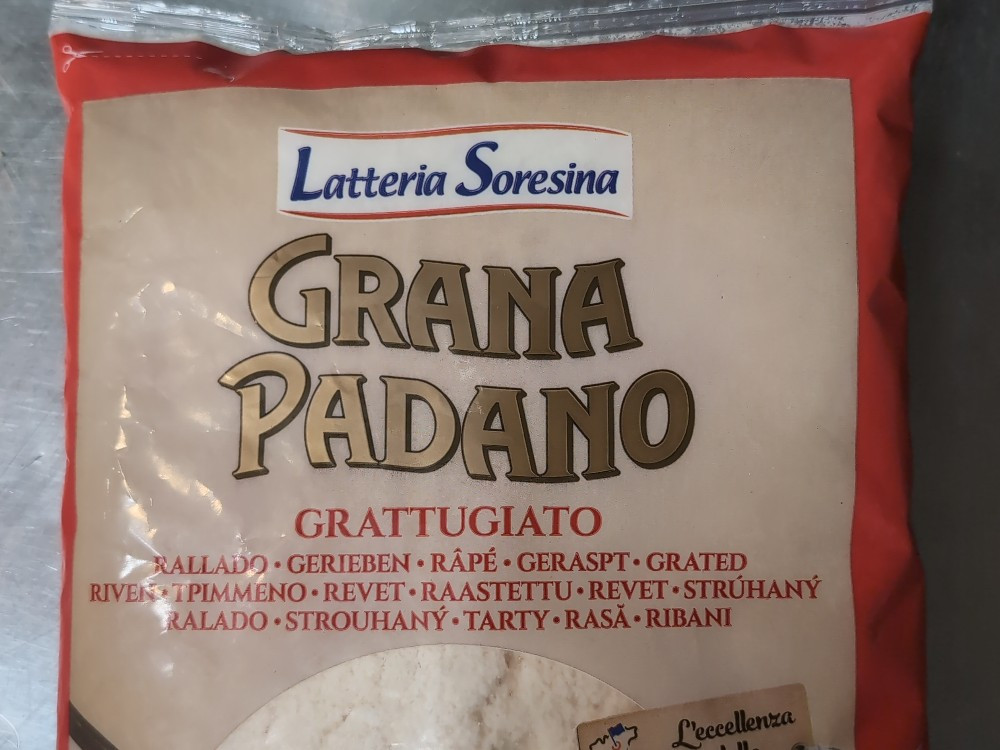 Latteria Soresina
GRANA
PADANO
GRATTUGIATO
RALLADO • GERIEBEN • RÂPÉ • GERASPT • GRATED
RIVEN • ΤΡΙΜΜΕΝΟ • REVET • RAASTETTU • REVET • STRÚHANÝ
RALADO • STROUHANÝ • TARTY • RASĂ • RIBANI
L'eccellenza